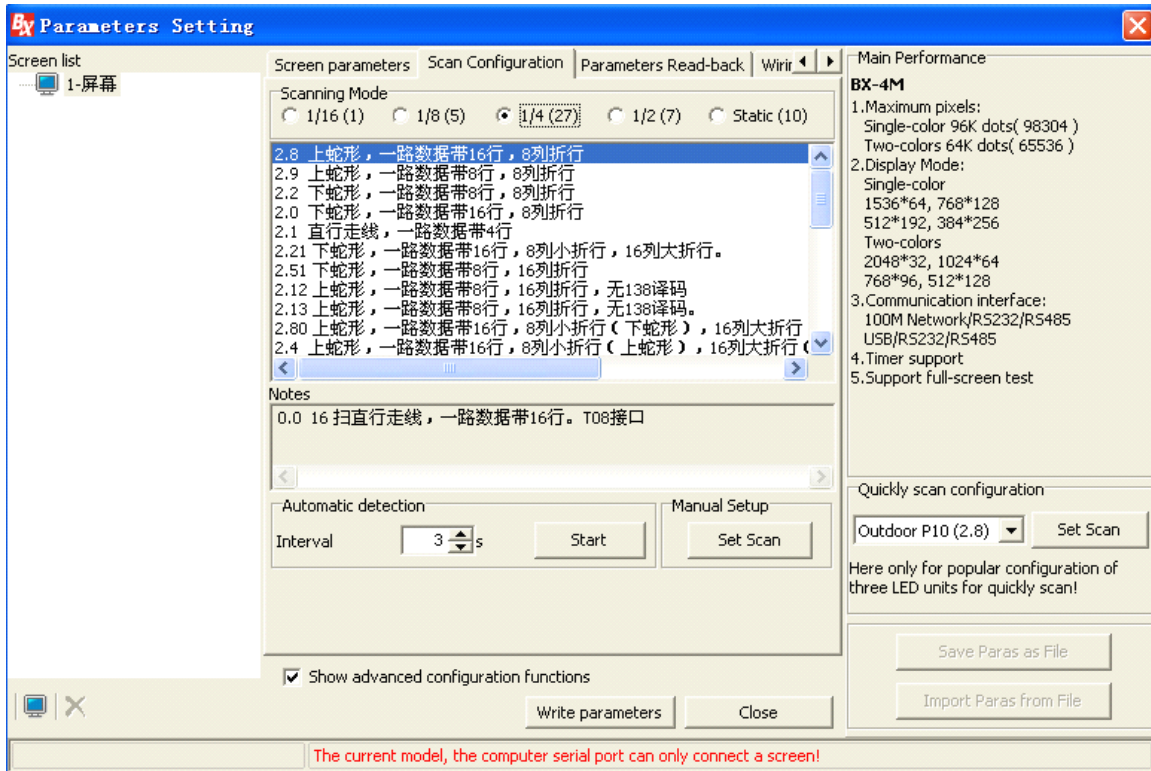 BX Parameters Setting
Screen list
1-屏幕
Screen parameters Scan Configuration Parameters Read-back
Scanning Mode
1/16 (1) 1/8 (5) 1/4 (27) 1/2 (7) Static (10)
2.8 上蛇形，一路数据带16行，8列折行
2.9 上蛇形，一路数据带8行，8列折行
2.2 下蛇形，一路数据带8行，8列折行
2.0 下蛇形，一路数据带16行，8列折行
2.1 直行走线，一路数据带4行
2.21 下蛇形，一路数据带16行，8列小折行，16列大折行。
2.51 下蛇形，一路数据带8行，16列折行
2.12 上蛇形，一路数据带8行，16列折行，无138译码
2.13 上蛇形，一路数据带8行，16列折行，无138译码。
2.80 上蛇形，一路数据带16行，8列小折行（下蛇形），16列大折行
2.4 上蛇形，一路数据带16行，8列小折行（上蛇形），16列大折行（
Notes
0.0 16 扫直行走线，一路数据带16行。T08接口
Automatic detection
Interval 3 s Start
Manual Setup
Set Scan
Show advanced configuration functions
Write parameters Close
Main Performance
BX-4M
1.Maximum pixels:
Single-color 96K dots( 98304 )
Two-colors 64K dots( 65536 )
2.Display Mode:
Single-color
1536*64, 768*128
512*192, 384*256
Two-colors
2048*32, 1024*64
768*96, 512*128
3.Communication interface:
100M Network/RS232/RS485
USB/RS232/RS485
4.Timer support
5.Support full-screen test
Quickly scan configuration
Outdoor P10 (2.8) Set Scan
Here only for popular configuration of
three LED units for quickly scan!
Save Paras as File
Import Paras from File
The current model, the computer serial port can only connect a screen!